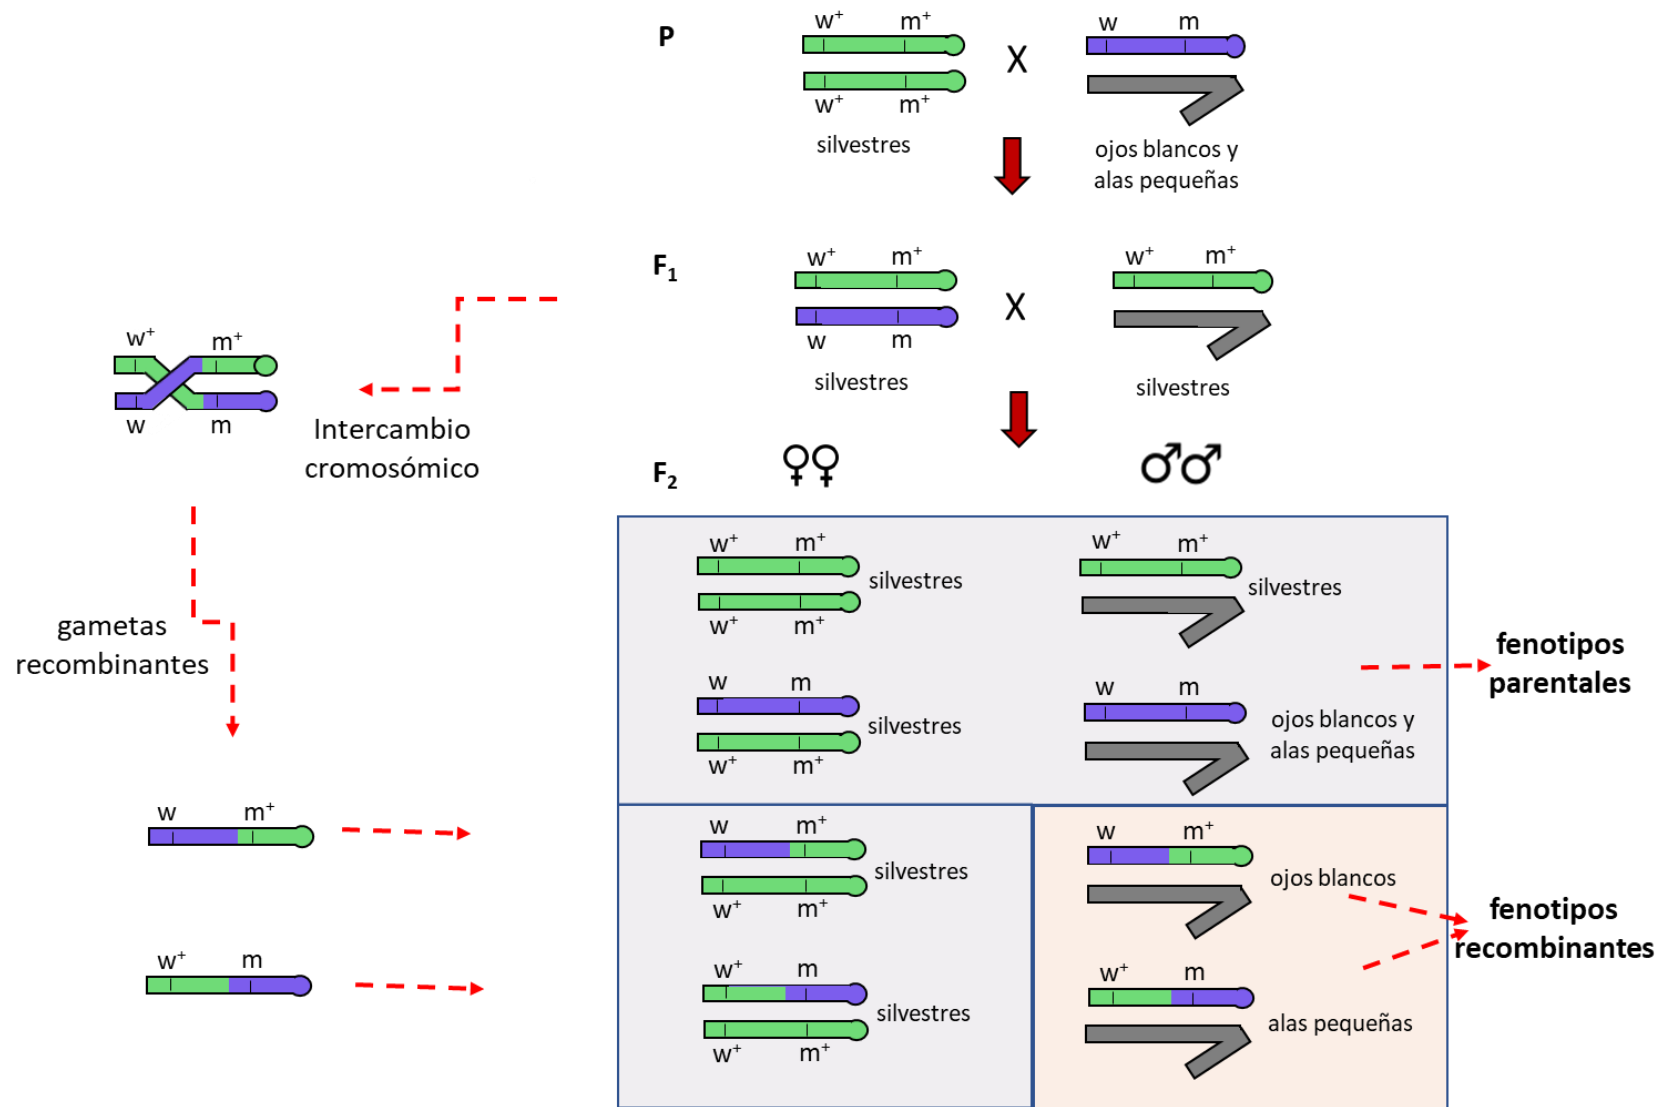 P
w⁺ m⁺
w⁺ m⁺
silvestres
X
w m
ojos blancos y
alas pequeñas
F₁
w⁺ m⁺
w m
silvestres
X
w⁺ m⁺
silvestres
w⁺ m⁺
w m
Intercambio
cromosómico
gametas
recombinantes
w m⁺
w⁺ m
F₂
♀♀
♂♂
w⁺ m⁺
silvestres
w⁺ m⁺
w⁺ m⁺
silvestres
w m
silvestres
w⁺ m⁺
w m
ojos blancos y
alas pequeñas
fenotipos
parentales
w m⁺
silvestres
w⁺ m⁺
w m⁺
ojos blancos
w⁺ m
silvestres
w⁺ m⁺
w⁺ m
alas pequeñas
fenotipos
recombinantes